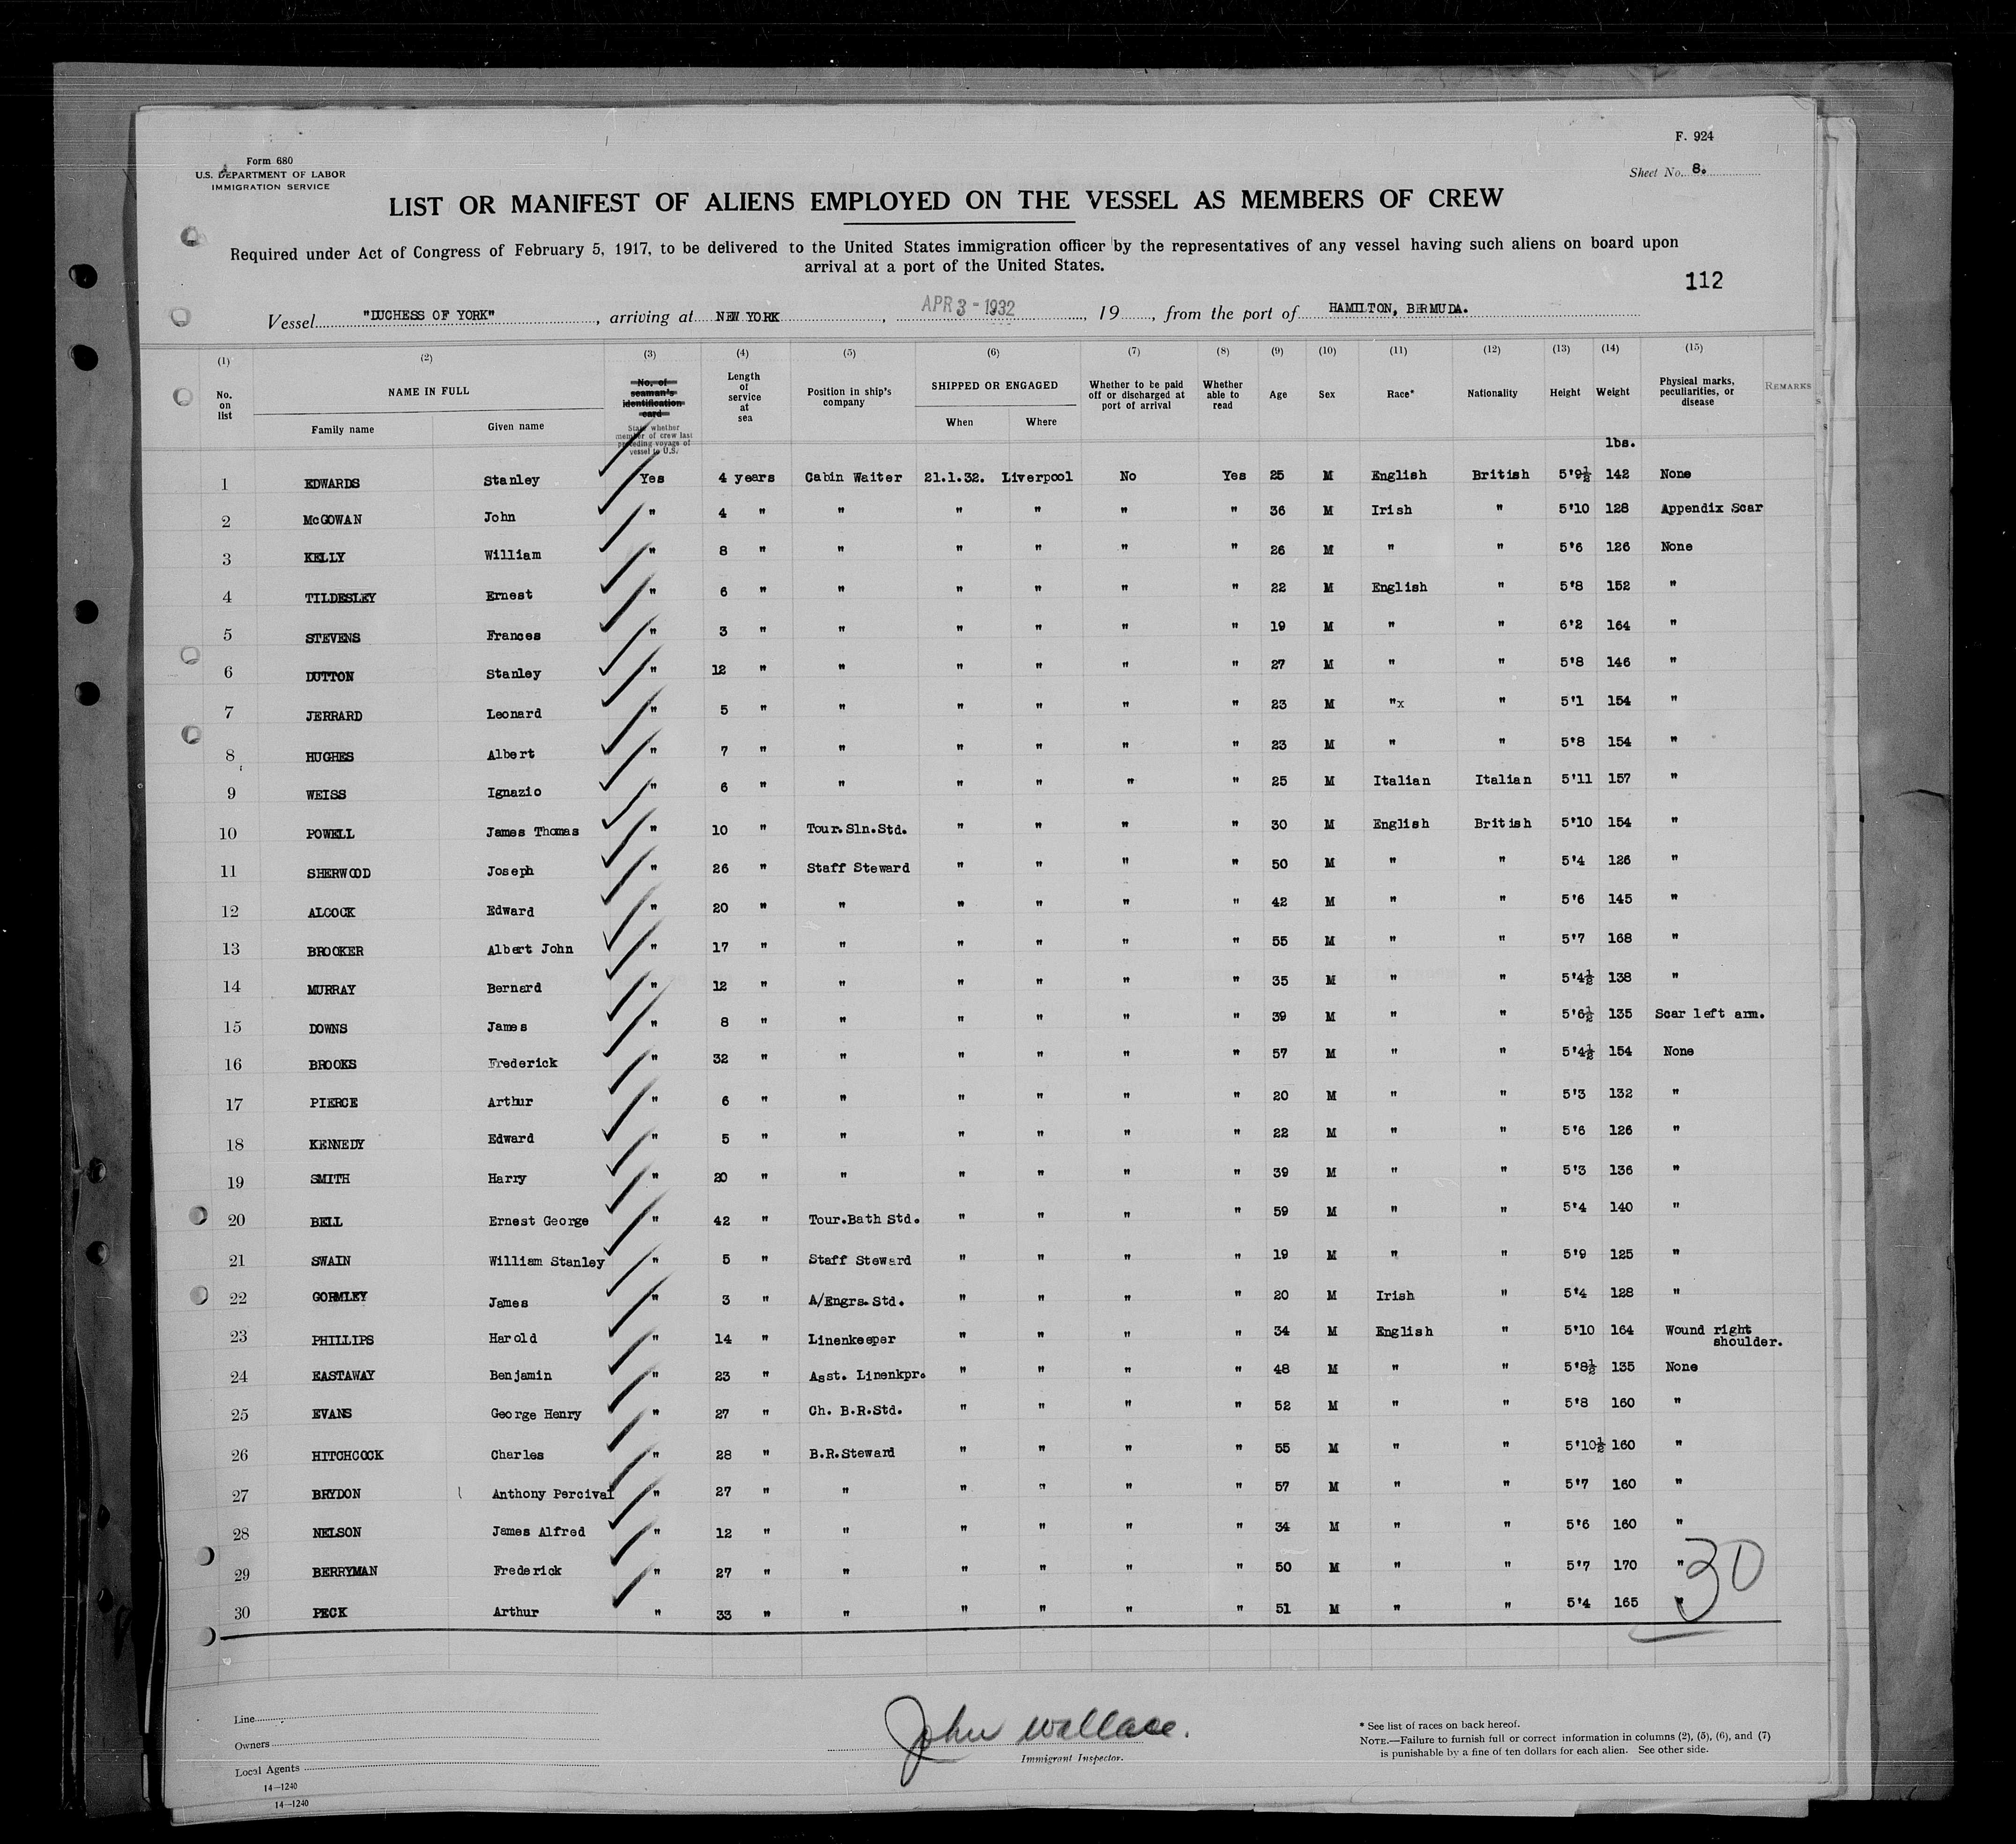 F. 924
Form 680
U.S. DEPARTMENT OF LABOR
IMMIGRATION SERVICE
Sheet No. 8.
LIST OR MANIFEST OF ALIENS EMPLOYED ON THE VESSEL AS MEMBERS OF CREW
Required under Act of Congress of February 5, 1917, to be delivered to the United States immigration officer by the representatives of any vessel having such aliens on board upon
arrival at a port of the United States.
112
Vessel "DUCHESS OF YORK", arriving at NEW YORK, APR 3 - 1932, 19, from the port of HAMILTON, BERMUDA.
(1) (2) (3) (4) (5) (6) (7) (8) (9) (10) (11) (12) (13) (14) (15)
No. on list NAME IN FULL Family name Given name No. of seaman's identification card State whether member of crew last preceding voyage of vessel to U.S. Length of service at sea Position in ship's company SHIPPED OR ENGAGED When Where Whether to be paid off or discharged at port of arrival Whether able to read Age Sex Race* Nationality Height Weight Physical marks, peculiarities, or disease REMARKS
lbs.
1 EDWARDS Stanley Yes 4 years Cabin Waiter 21.1.32. Liverpool No Yes 25 M English British 5'9½ 142 None
2 McGOWAN John " 4 " " " " " " 36 M Irish " 5'10 128 Appendix Scar
3 KELLY William " 8 " " " " " " 26 M " " 5'6 126 None
4 TILDESLEY Ernest " 6 " " " " " " 22 M English " 5'8 152 "
5 STEVENS Frances " 3 " " " " " " 19 M " " 6'2 164 "
6 DUTTON Stanley " 12 " " " " " " 27 M " " 5'8 146 "
7 JERRARD Leonard " 5 " " " " " " 23 M "x " 5'1 154 "
8 HUGHES Albert " 7 " " " " " " 23 M " " 5'8 154 "
9 WEISS Ignazio " 6 " " " " " " 25 M Italian Italian 5'11 157 "
10 POWELL James Thomas " 10 " Tour.Sln.Std. " " " " 30 M English British 5'10 154 "
11 SHERWOOD Joseph " 26 " Staff Steward " " " " 50 M " " 5'4 126 "
12 ALCOCK Edward " 20 " " " " " " 42 M " " 5'6 145 "
13 BROOKER Albert John " 17 " " " " " " 55 M " " 5'7 168 "
14 MURRAY Bernard " 12 " " " " " " 35 M " " 5'4½ 138 "
15 DOWNS James " 8 " " " " " " 39 M " " 5'6½ 135 Scar left arm.
16 BROOKS Frederick " 32 " " " " " " 57 M " " 5'4½ 154 None
17 PIERCE Arthur " 6 " " " " " " 20 M " " 5'3 132 "
18 KENNEDY Edward " 5 " " " " " " 22 M " " 5'6 126 "
19 SMITH Harry " 20 " " " " " " 39 M " " 5'3 136 "
20 BELL Ernest George " 42 " Tour.Bath Std. " " " " 59 M " " 5'4 140 "
21 SWAIN William Stanley " 5 " Staff Steward " " " " 19 M " " 5'9 125 "
22 GORMLEY James " 3 " A/Engrs.Std. " " " " 20 M Irish " 5'4 128 "
23 PHILLIPS Harold " 14 " Linenkeeper " " " " 34 M English " 5'10 164 Wound right
shoulder.
24 EASTAWAY Benjamin " 23 " Asst. Linenkpr. " " " " 48 M " " 5'8½ 135 None
25 EVANS George Henry " 27 " Ch. B.R.Std. " " " " 52 M " " 5'8 160 "
26 HITCHCOCK Charles " 28 " B.R.Steward " " " " 55 M " " 5'10½ 160 "
27 BRYDON Anthony Percival " 27 " " " " " " 57 M " " 5'7 160 "
28 NELSON James Alfred " 12 " " " " " " 34 M " " 5'6 160 "
29 BERRYMAN Frederick " 27 " " " " " " 50 M " " 5'7 170 "
30 PECK Arthur " 33 " " " " " " 51 M " " 5'4 165 "
30
Line
Owners
Local Agents
14—1240
14—1240
John Wallace.
Immigrant Inspector.
* See list of races on back hereof.
NOTE.—Failure to furnish full or correct information in columns (2), (5), (6), and (7)
is punishable by a fine of ten dollars for each alien. See other side.